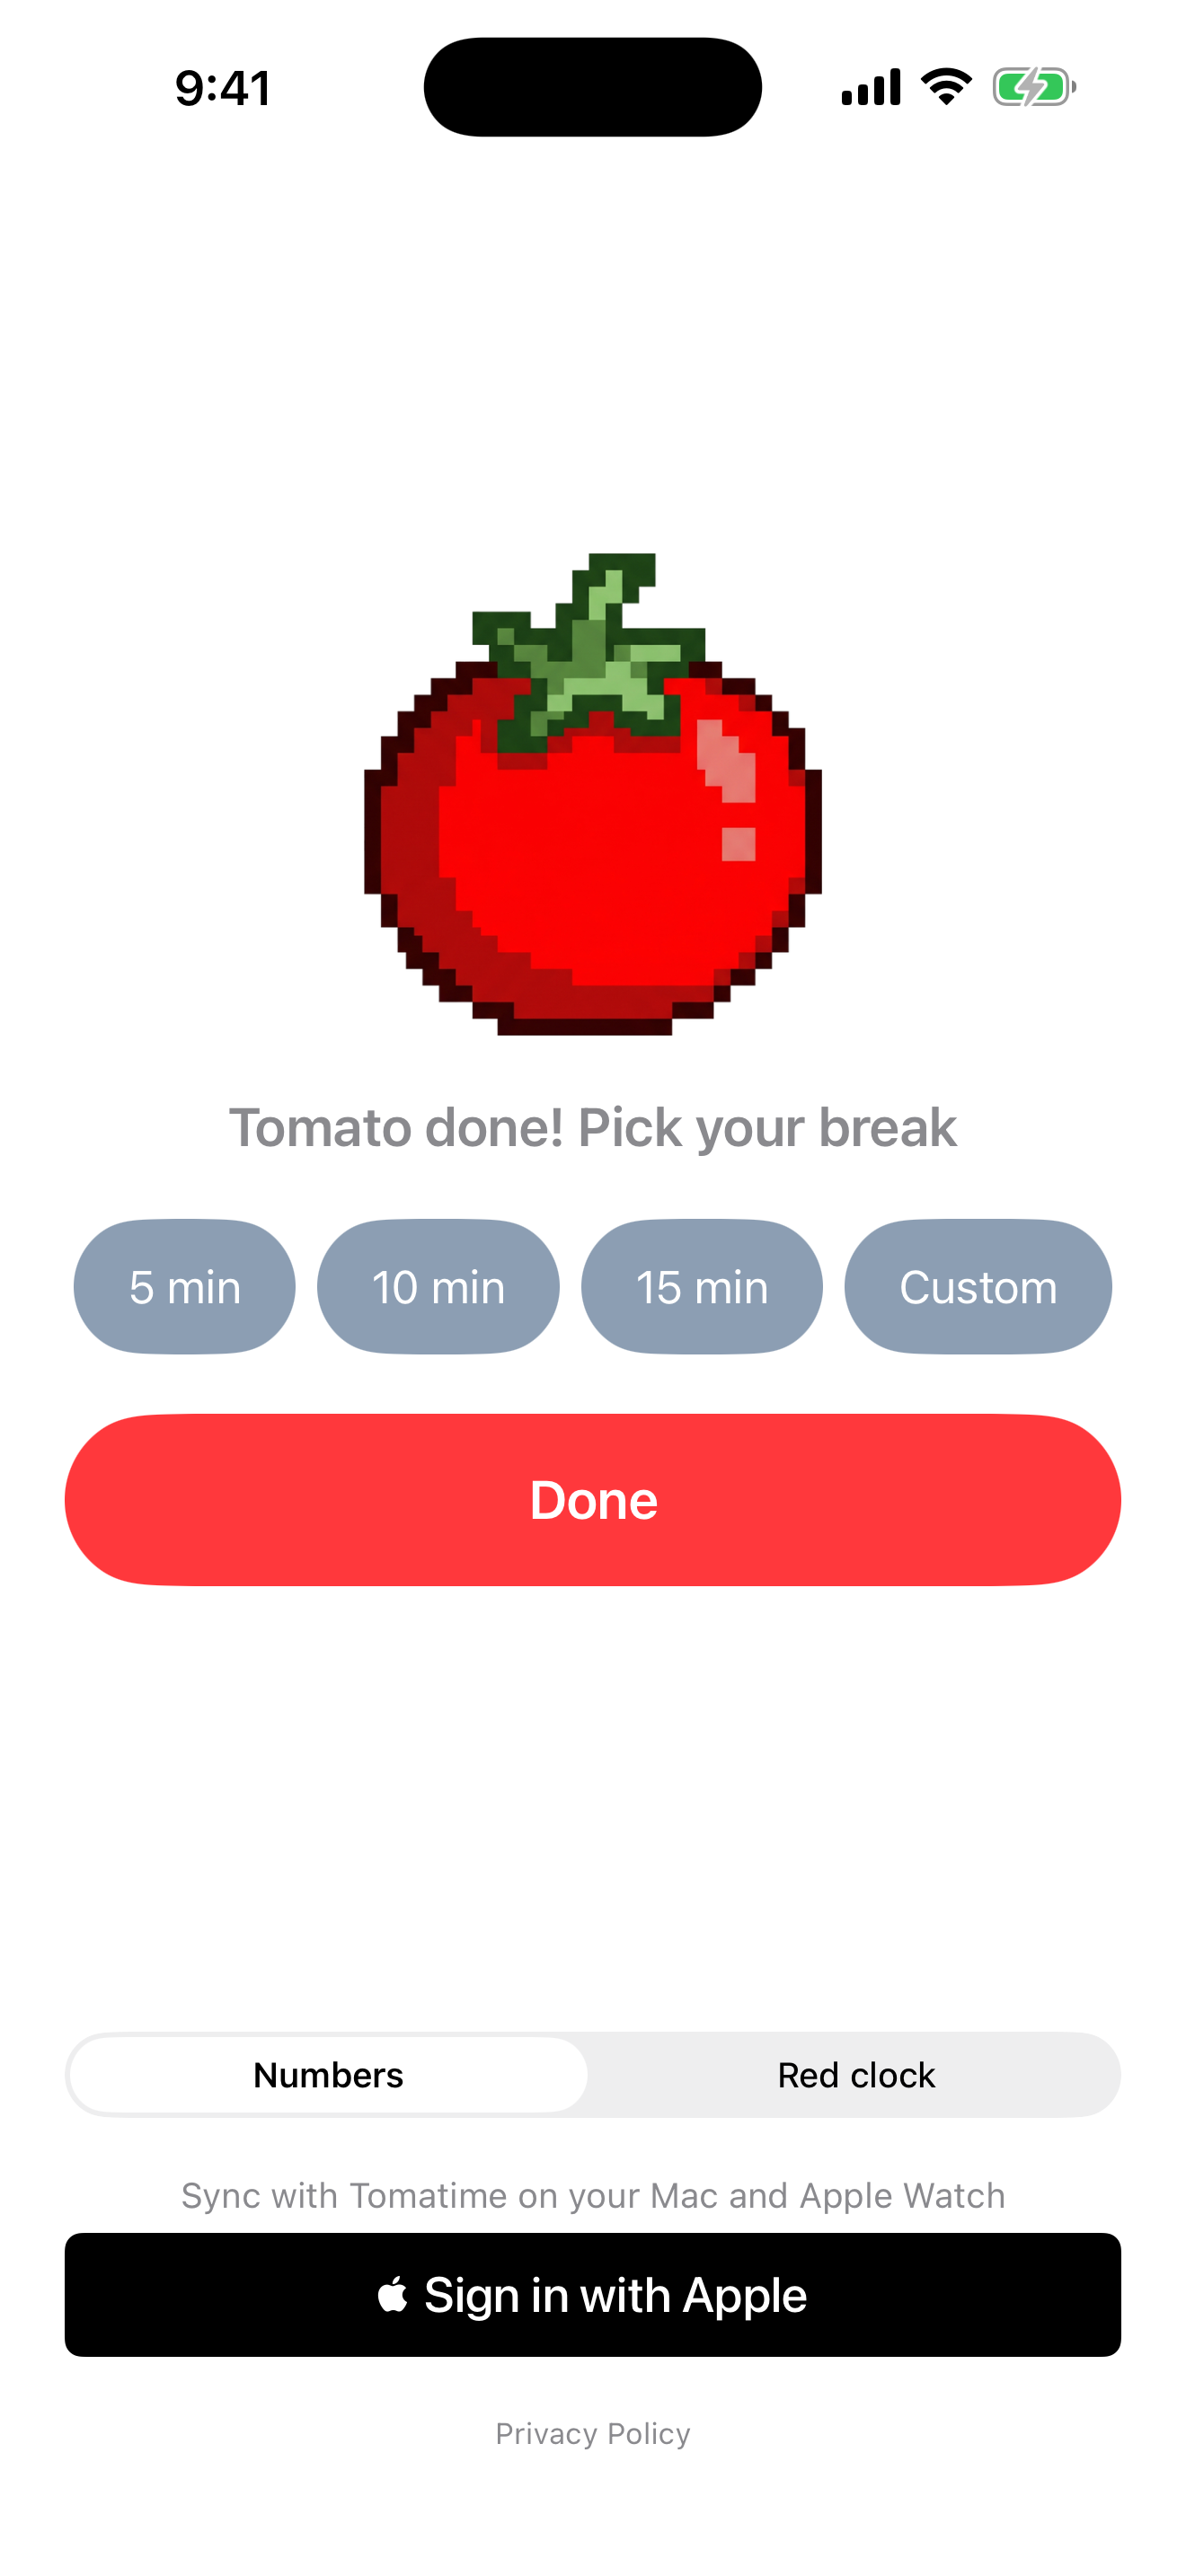 9:41
Tomato done! Pick your break
5 min 10 min 15 min Custom
Done
Numbers Red clock
Sync with Tomatime on your Mac and Apple Watch
Sign in with Apple
Privacy Policy